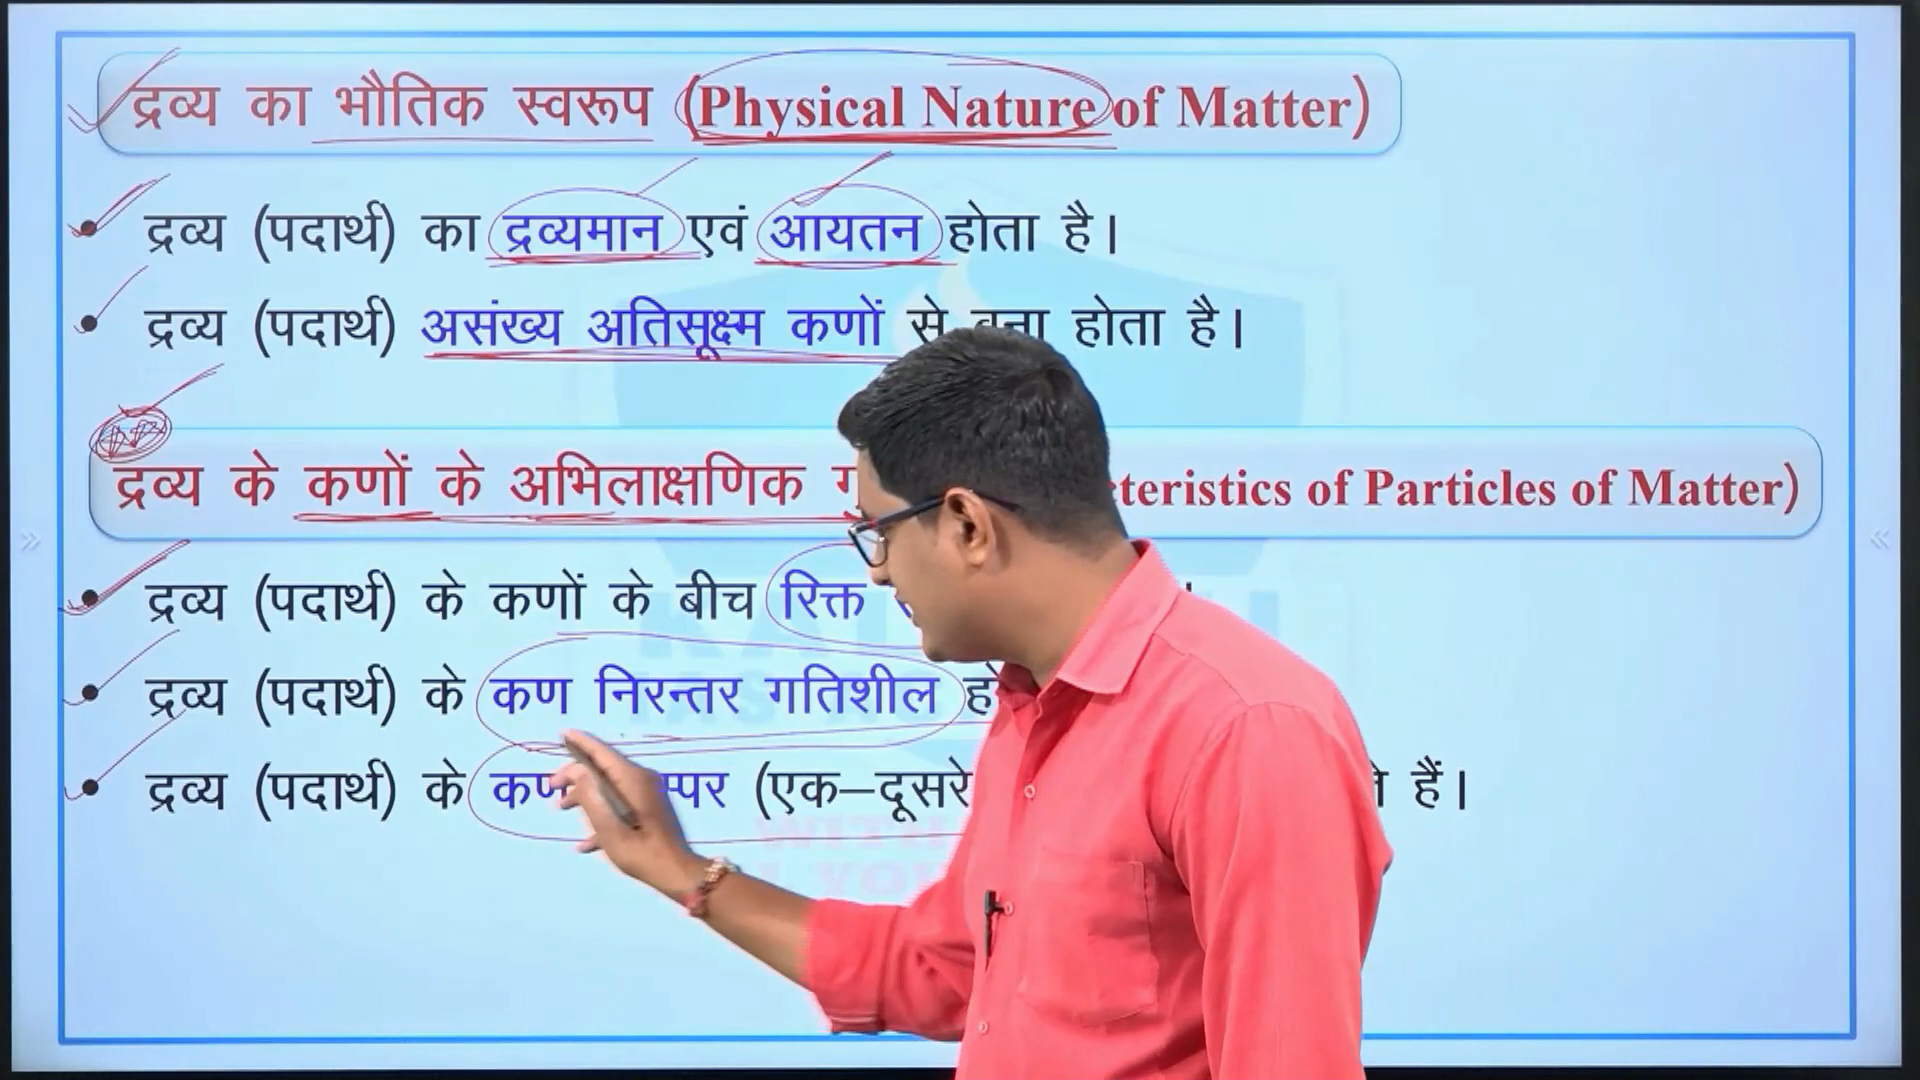 द्रव्य का भौतिक स्वरूप (Physical Nature of Matter)
• द्रव्य (पदार्थ) का द्रव्यमान एवं आयतन होता है।
• द्रव्य (पदार्थ) असंख्य अतिसूक्ष्म कणों से बना होता है।
द्रव्य के कणों के अभिलाक्षणिक of Particles of Matter)
• द्रव्य (पदार्थ) के कणों के बीच रिक्त
• द्रव्य (पदार्थ) के कण निरन्तर गतिशील
• द्रव्य (पदार्थ) के (एक–दूसरे हैं।